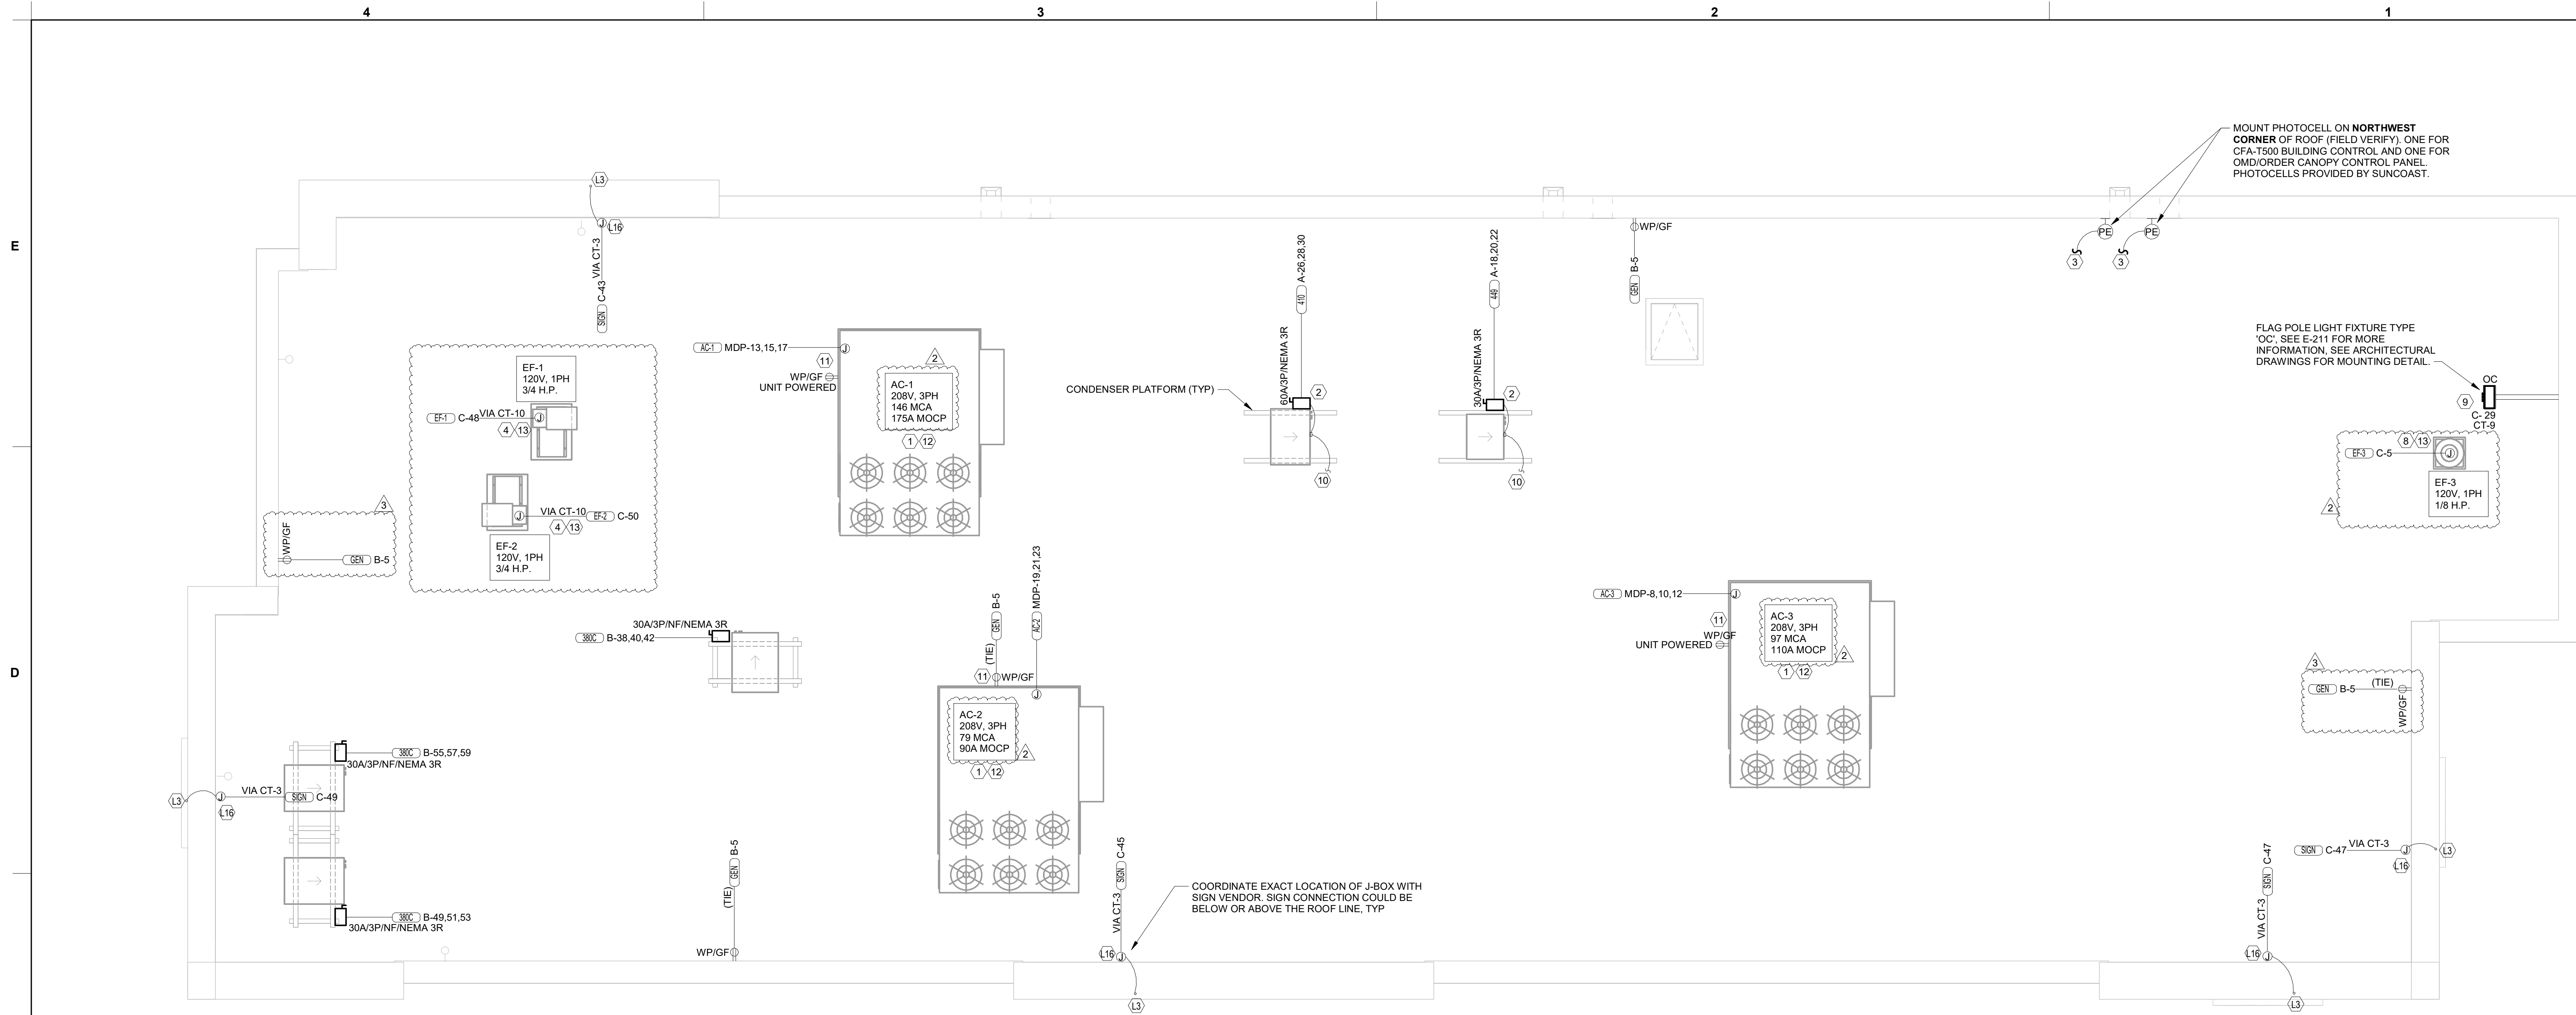 4
3
2
1
E
D
MOUNT PHOTOCELL ON NORTHWEST
CORNER OF ROOF (FIELD VERIFY). ONE FOR
CFA-T500 BUILDING CONTROL AND ONE FOR
OMD/ORDER CANOPY CONTROL PANEL.
PHOTOCELLS PROVIDED BY SUNCOAST.
PE
PE
3
3
L3
J
L16
SIGN C-43 VIA CT-3
WP/GF
GEN B-5
410 A-26,28,30
60A/3P/NEMA 3R
2
10
449 A-18,20,22
30A/3P/NEMA 3R
2
10
CONDENSER PLATFORM (TYP)
FLAG POLE LIGHT FIXTURE TYPE
'OC', SEE E-211 FOR MORE
INFORMATION, SEE ARCHITECTURAL
DRAWINGS FOR MOUNTING DETAIL.
OC
9
C- 29
CT-9
8
13
EF-3 C-5
J
EF-3
120V, 1PH
1/8 H.P.
2
AC-1 MDP-13,15,17
J
11
WP/GF
UNIT POWERED
2
AC-1
208V, 3PH
146 MCA
175A MOCP
1
12
EF-1
120V, 1PH
3/4 H.P.
EF-1 C-48 VIA CT-10
J
4
13
J
VIA CT-10 EF-2 C-50
4
13
EF-2
120V, 1PH
3/4 H.P.
3
WP/GF
GEN B-5
30A/3P/NF/NEMA 3R
380C B-38,40,42
(TIE) GEN B-5
AC-2 MDP-19,21,23
11
WP/GF
J
AC-2
208V, 3PH
79 MCA
90A MOCP
2
1
12
AC-3 MDP-8,10,12
J
11
WP/GF
UNIT POWERED
AC-3
208V, 3PH
97 MCA
110A MOCP
2
1
12
3
GEN B-5 (TIE)
WP/GF
380C B-55,57,59
30A/3P/NF/NEMA 3R
L3
J
L16
VIA CT-3 SIGN C-49
380C B-49,51,53
30A/3P/NF/NEMA 3R
(TIE) GEN B-5
WP/GF
VIA CT-3 SIGN C-45
L16
J
L3
COORDINATE EXACT LOCATION OF J-BOX WITH
SIGN VENDOR. SIGN CONNECTION COULD BE
BELOW OR ABOVE THE ROOF LINE, TYP
VIA CT-3 SIGN C-47
L16
J
L3
SIGN C-47 VIA CT-3
J
L16
L3